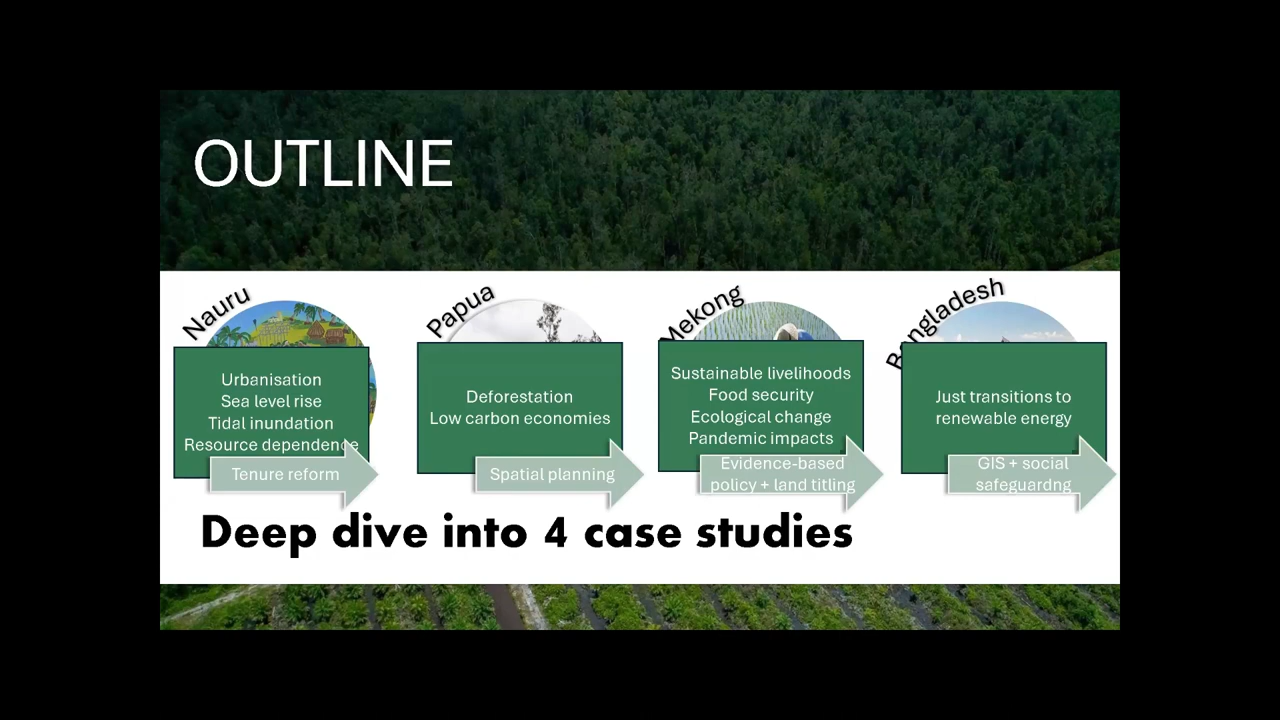 OUTLINE
Nauru
Urbanisation
Sea level rise
Tidal inundation
Resource dependence
Tenure reform
Papua
Deforestation
Low carbon economies
Spatial planning
Mekong
Sustainable livelihoods
Food security
Ecological change
Pandemic impacts
Evidence-based
policy + land titling
Bangladesh
Just transitions to
renewable energy
GIS + social
safeguardng
Deep dive into 4 case studies